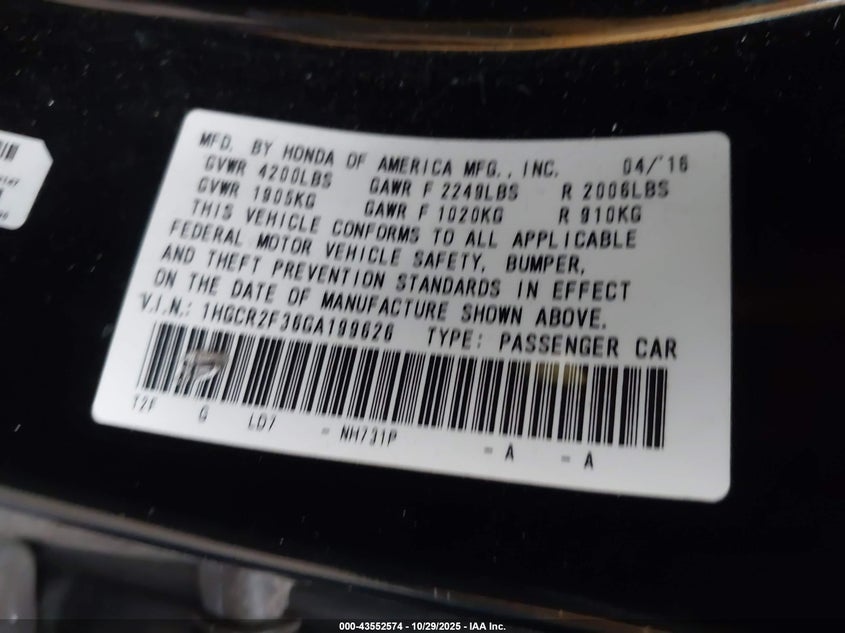 MFD. BY HONDA OF AMERICA MFG., INC. 04/'16
GVWR 4200LBS GAWR F 2249LBS R 2006LBS
GVWR 1905KG GAWR F 1020KG R 910KG
THIS VEHICLE CONFORMS TO ALL APPLICABLE
FEDERAL MOTOR VEHICLE SAFETY, BUMPER,
AND THEFT PREVENTION STANDARDS IN EFFECT
ON THE DATE OF MANUFACTURE SHOWN ABOVE.
V.I.N.: 1HGCR2F36GA199626 TYPE: PASSENGER CAR
T2F G LD7 - NH731P - A - A
000-43552574 | 10/29/2025 - IAA Inc.